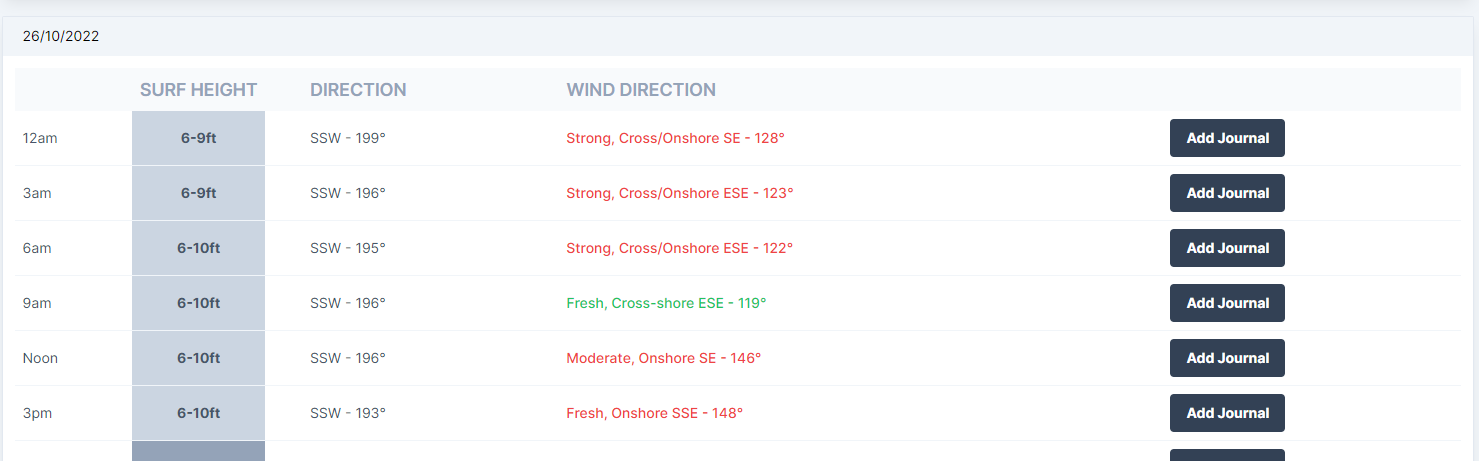 26/10/2022
SURF HEIGHT DIRECTION WIND DIRECTION
12am 6-9ft SSW - 199° Strong, Cross/Onshore SE - 128° Add Journal
3am 6-9ft SSW - 196° Strong, Cross/Onshore ESE - 123° Add Journal
6am 6-10ft SSW - 195° Strong, Cross/Onshore ESE - 122° Add Journal
9am 6-10ft SSW - 196° Fresh, Cross-shore ESE - 119° Add Journal
Noon 6-10ft SSW - 196° Moderate, Onshore SE - 146° Add Journal
3pm 6-10ft SSW - 193° Fresh, Onshore SSE - 148° Add Journal